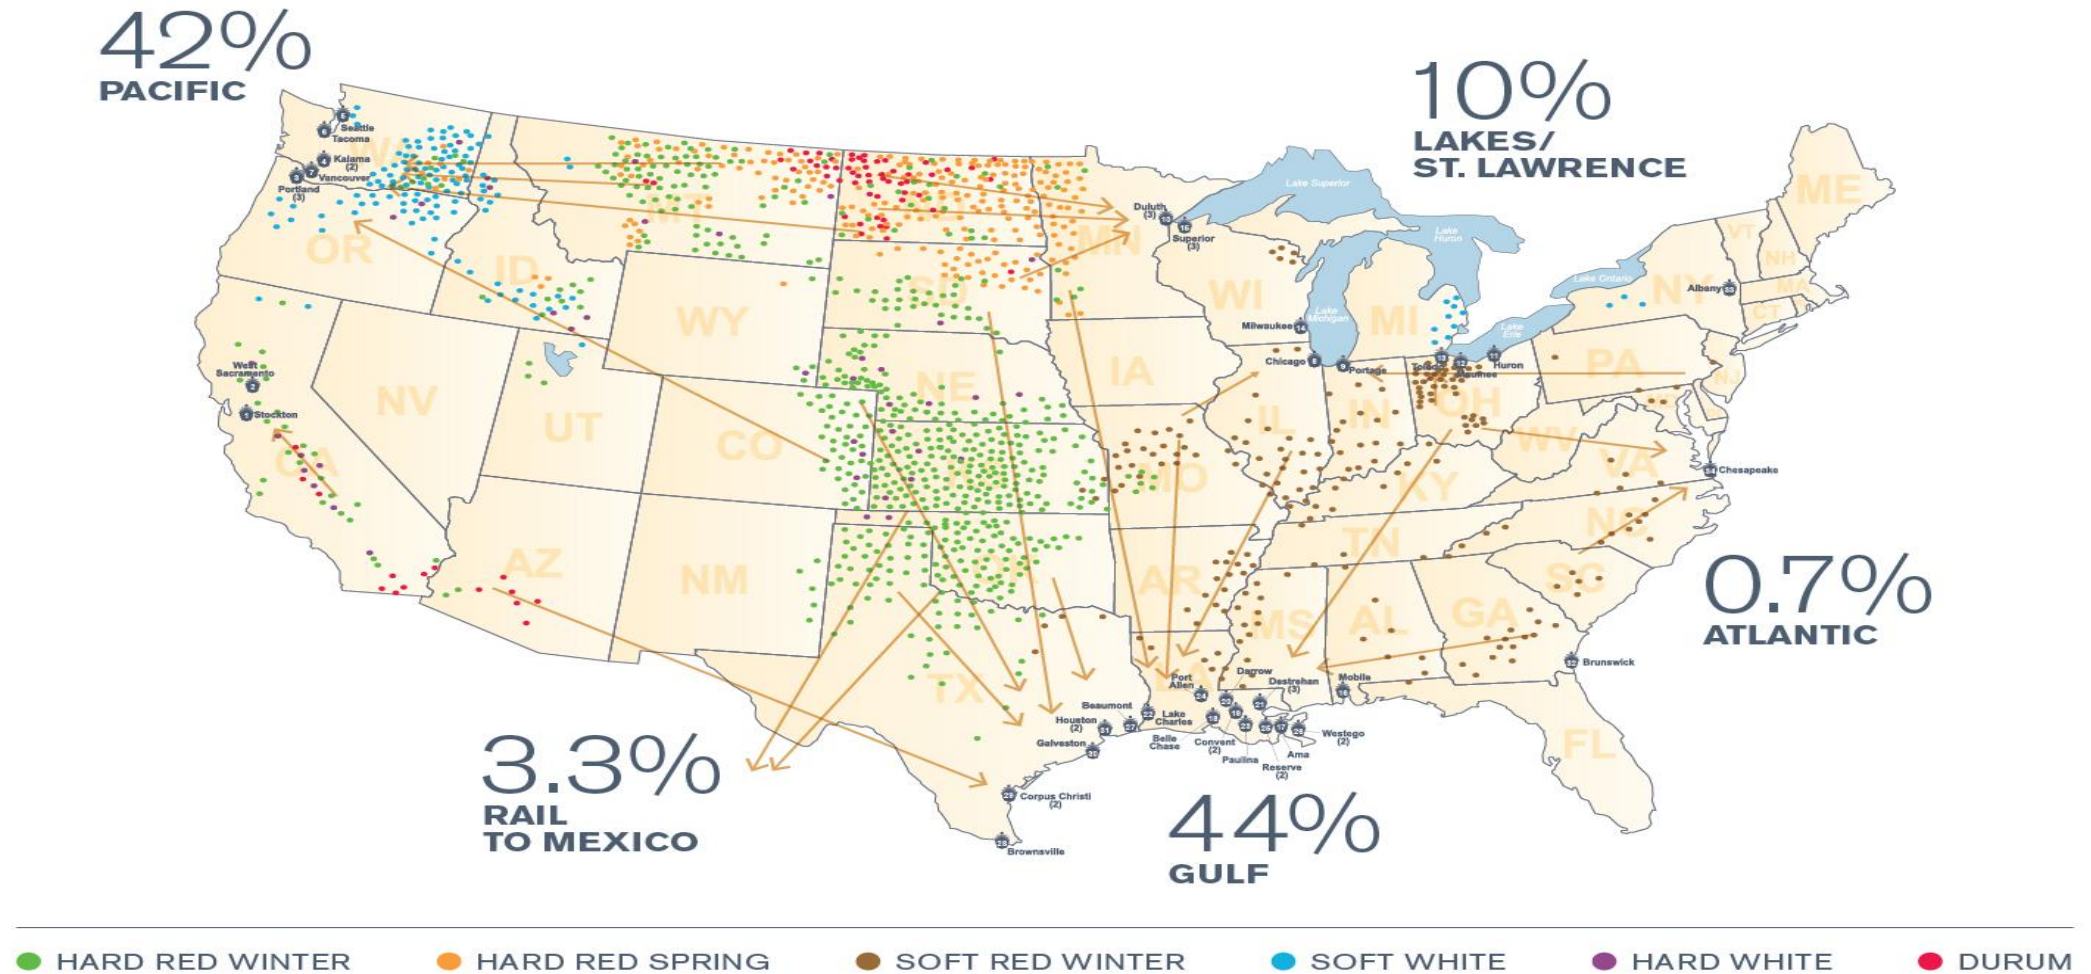 42%
PACIFIC
10%
LAKES/
ST. LAWRENCE
Seattle
Tacoma
WA
Kalama
(2)
Vancouver
Portland
(3)
OR
ID
MT
ND
MN
SD
WY
WI
MI
Lake Superior
Lake
Huron
Lake
Michigan
Lake Ontario
Lake
Erie
Duluth
(3)
Superior
(3)
ME
VT
NH
NY
MA
CT
Albany
Milwaukee
Chicago
Portage
Toledo
Maumee
Huron
PA
NJ
West
Sacramento
Stockton
NV
UT
CO
NE
IA
IL
IN
OH
WV
VA
Chesapeake
CA
MO
KY
AZ
NM
OK
AR
TN
NC
SC
MS
AL
GA
0.7%
ATLANTIC
TX
LA
Port
Allen
Darrow
Destrehan
(3)
Mobile
Brunswick
Beaumont
Houston
(2)
Galveston
Lake
Charles
Belle
Chase
Convent
(2)
Paulina
Reserve
(2)
Ama
Westego
(2)
FL
Corpus Christi
(2)
Brownsville
3.3%
RAIL
TO MEXICO
44%
GULF
HARD RED WINTER
HARD RED SPRING
SOFT RED WINTER
SOFT WHITE
HARD WHITE
DURUM